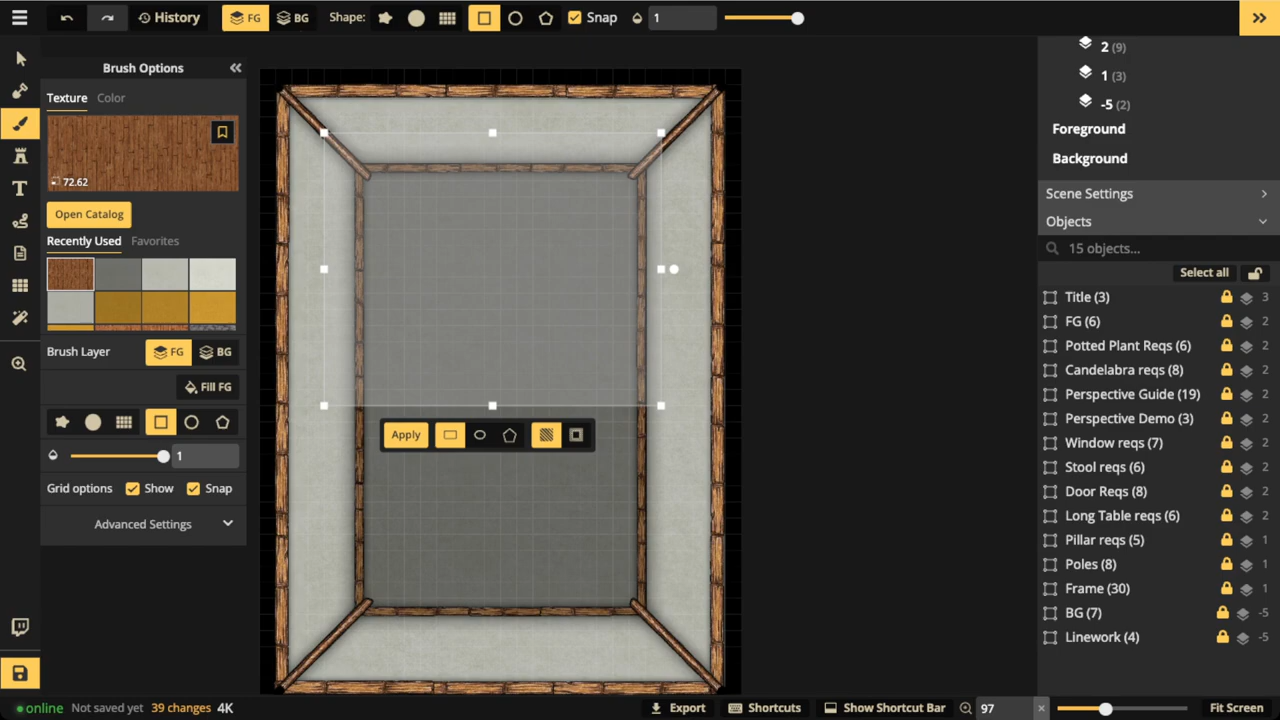 History
FG
BG
Shape:
Snap
1
Brush Options
Texture
Color
72.62
Open Catalog
Recently Used
Favorites
Brush Layer
FG
BG
Fill FG
1
Grid options
Show
Snap
Advanced Settings
Apply
2 (9)
1 (3)
-5 (2)
Foreground
Background
Scene Settings
Objects
15 objects...
Select all
Title (3) 3
FG (6) 2
Potted Plant Reqs (6) 2
Candelabra reqs (8) 2
Perspective Guide (19) 2
Perspective Demo (3) 2
Window reqs (7) 2
Stool reqs (6) 2
Door Reqs (8) 2
Long Table reqs (6) 2
Pillar reqs (5) 1
Poles (8) 1
Frame (30) 1
BG (7) -5
Linework (4) -5
online
Not saved yet
39 changes
4K
Export
Shortcuts
Show Shortcut Bar
97
Fit Screen